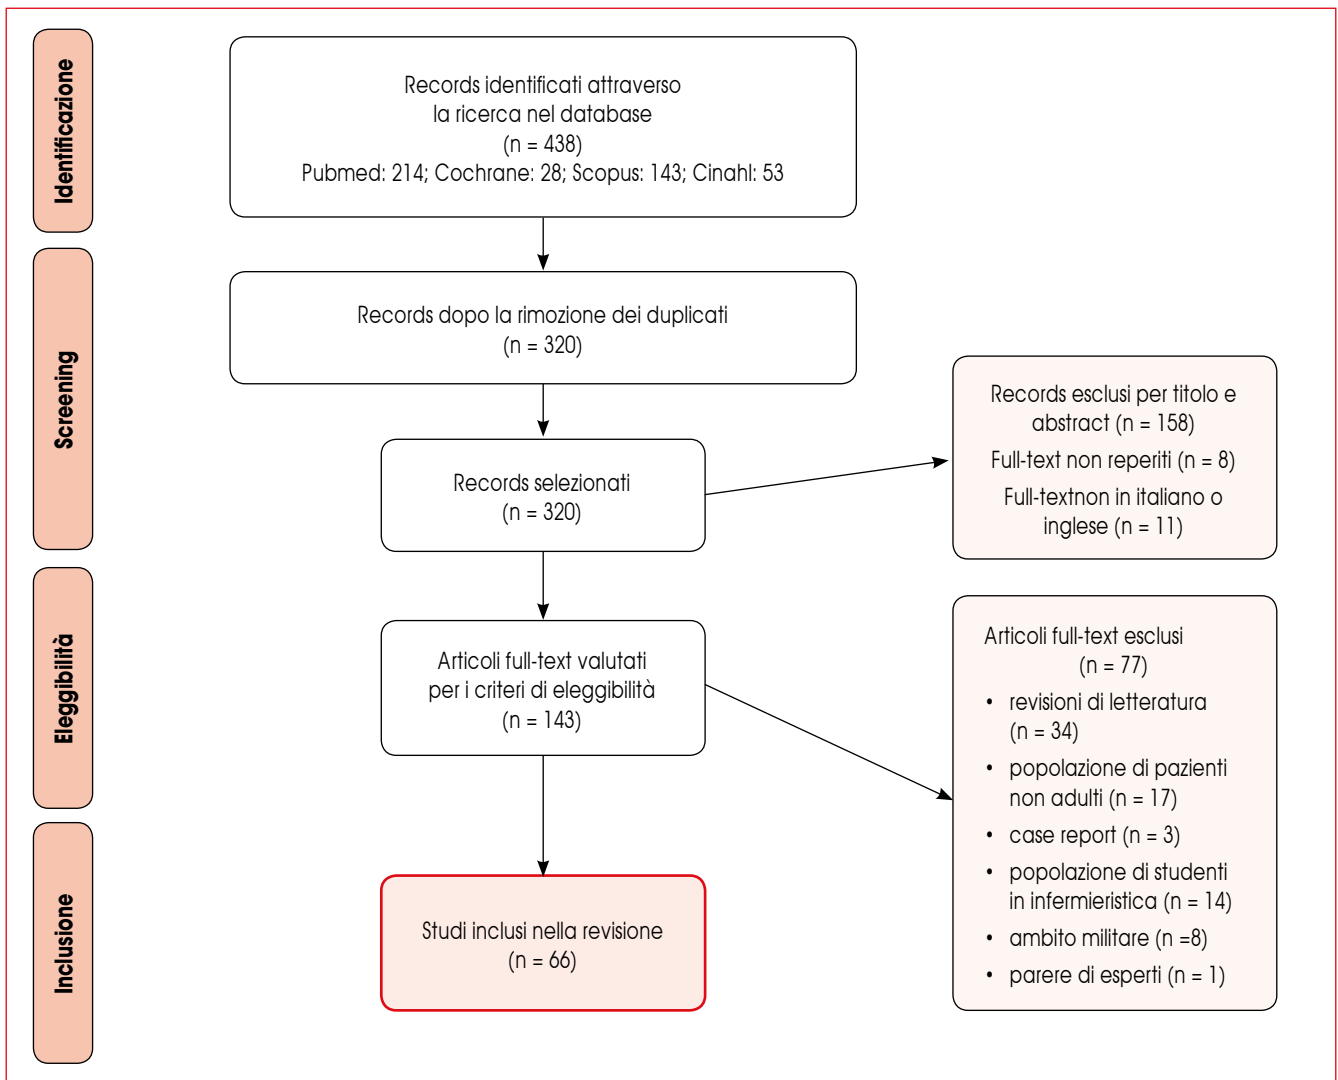 Identificazione
Records identificati attraverso
la ricerca nel database
(n = 438)
Pubmed: 214; Cochrane: 28; Scopus: 143; Cinahl: 53
Screening
Records dopo la rimozione dei duplicati
(n = 320)
Records selezionati
(n = 320)
Records esclusi per titolo e
abstract (n = 158)
Full-text non reperiti (n = 8)
Full-textnon in italiano o
inglese (n = 11)
Eleggibilità
Articoli full-text valutati
per i criteri di eleggibilità
(n = 143)
Articoli full-text esclusi
(n = 77)
• revisioni di letteratura
(n = 34)
• popolazione di pazienti
non adulti (n = 17)
• case report (n = 3)
• popolazione di studenti
in infermieristica (n = 14)
• ambito militare (n =8)
• parere di esperti (n = 1)
Inclusione
Studi inclusi nella revisione
(n = 66)